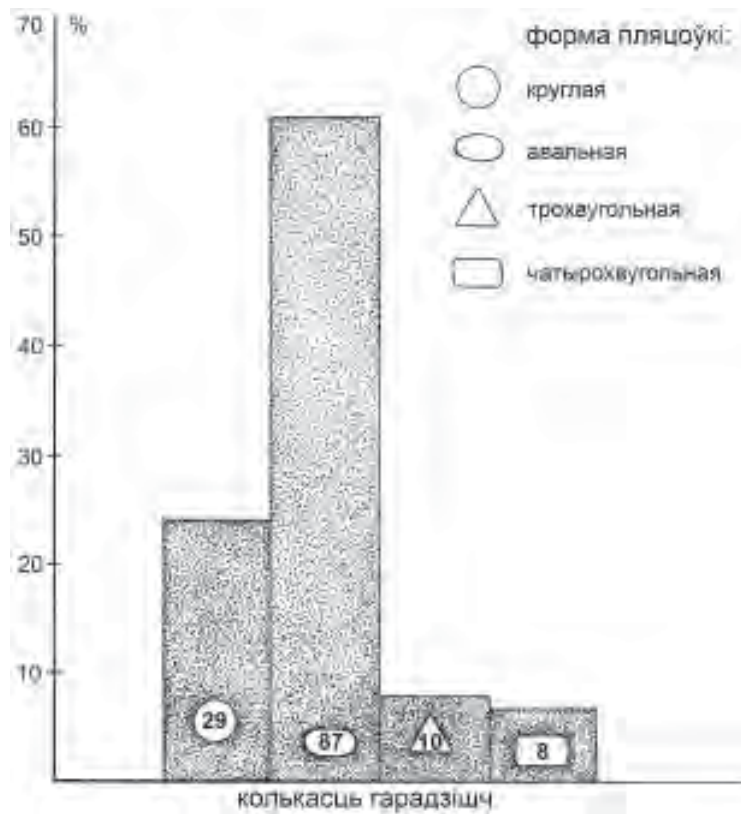 70 %
форма пляцоўкі:
круглая
60
авальная
50
трохвугольная
чатырохвугольная
40
30
20
10
29
87
10
8
колькасць гарадзішч